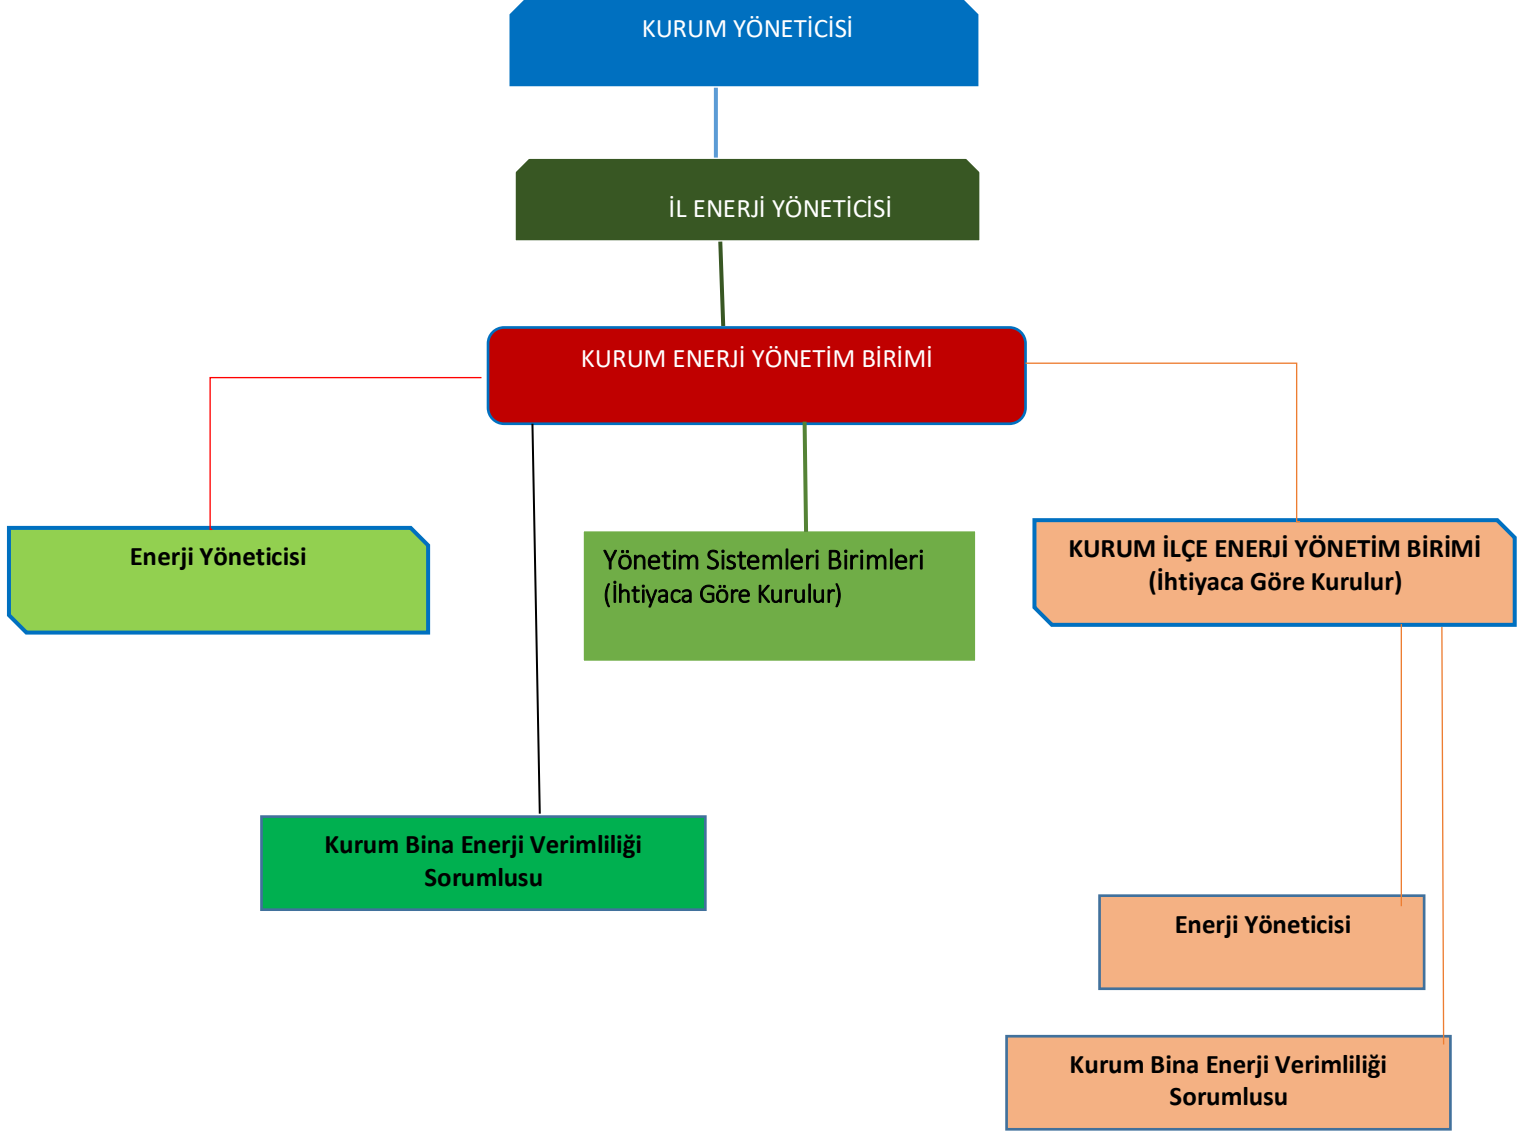 KURUM YÖNETİCİSİ
İL ENERJİ YÖNETİCİSİ
KURUM ENERJİ YÖNETİM BİRİMİ
Enerji Yöneticisi
Yönetim Sistemleri Birimleri
(İhtiyaca Göre Kurulur)
KURUM İLÇE ENERJİ YÖNETİM BİRİMİ
(İhtiyaca Göre Kurulur)
Kurum Bina Enerji Verimliliği
Sorumlusu
Enerji Yöneticisi
Kurum Bina Enerji Verimliliği
Sorumlusu